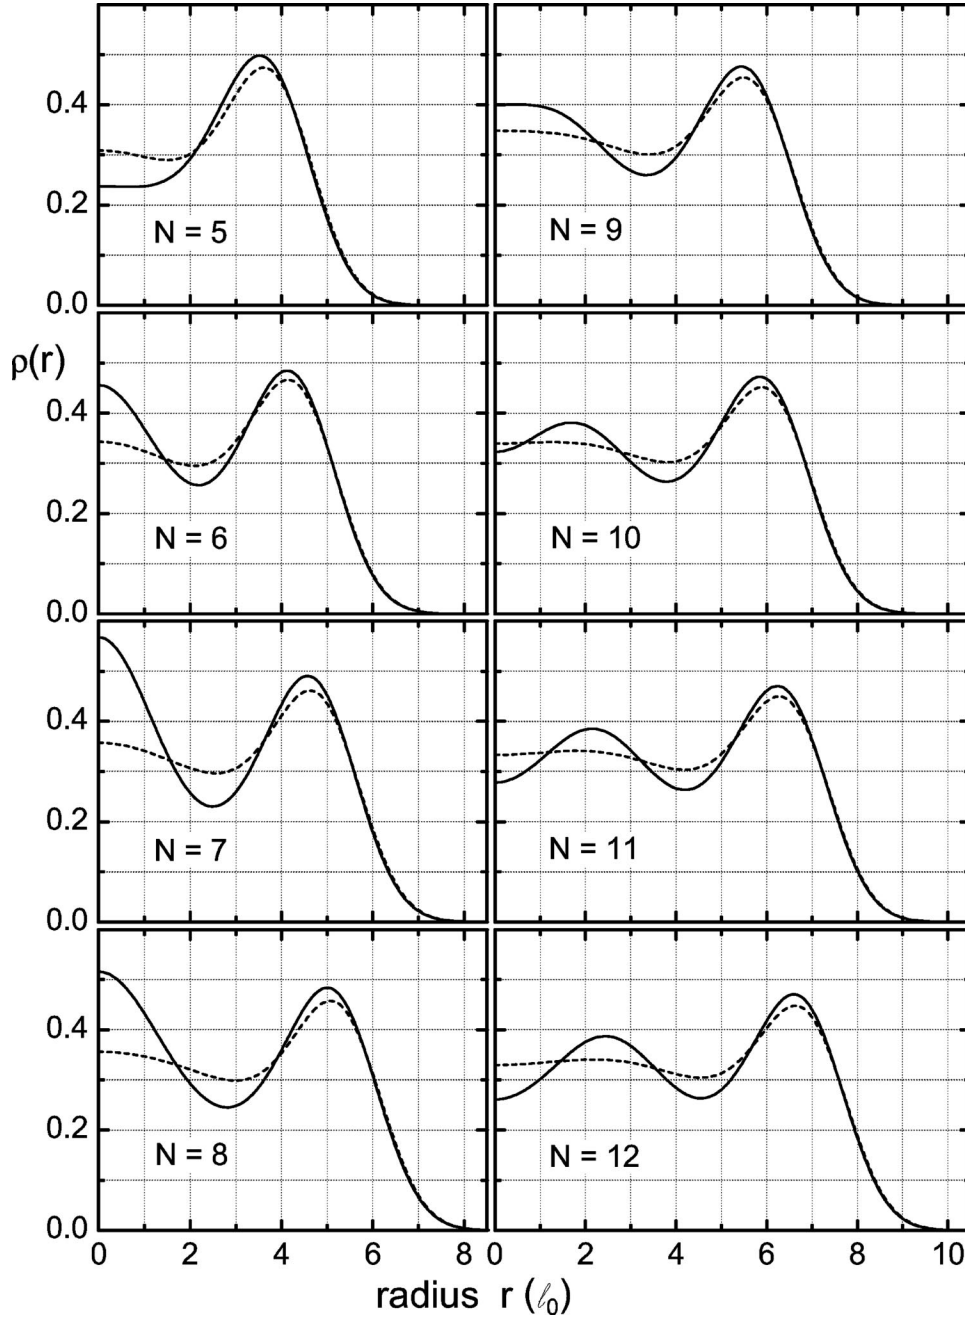 0.4
0.2
N = 5
N = 9
0.0
ρ(r)
0.4
0.2
N = 6
N = 10
0.0
0.4
0.2
N = 7
N = 11
0.0
0.4
0.2
N = 8
N = 12
0.0
0 2 4 6 8 0 2 4 6 8 10
radius r (ℓ₀)